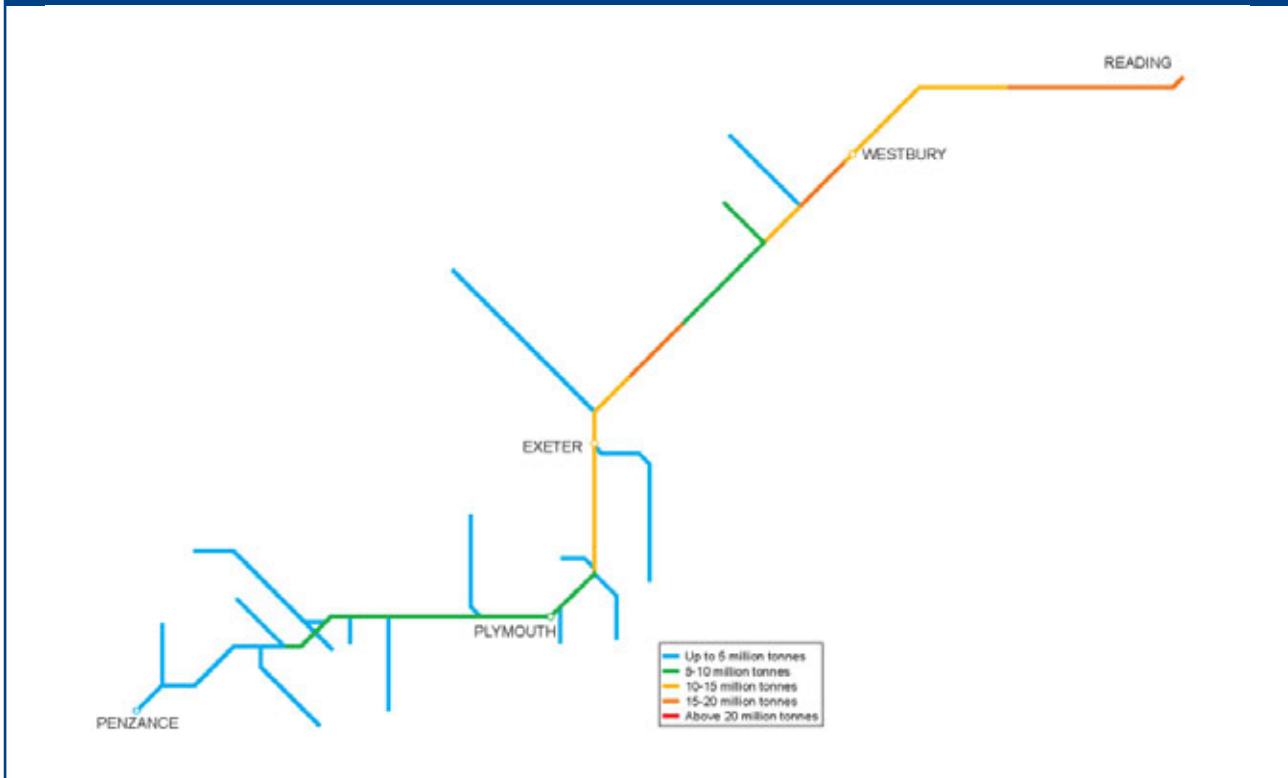 READING
WESTBURY
EXETER
PLYMOUTH
PENZANCE
Up to 5 million tonnes
5-10 million tonnes
10-15 million tonnes
15-20 million tonnes
Above 20 million tonnes